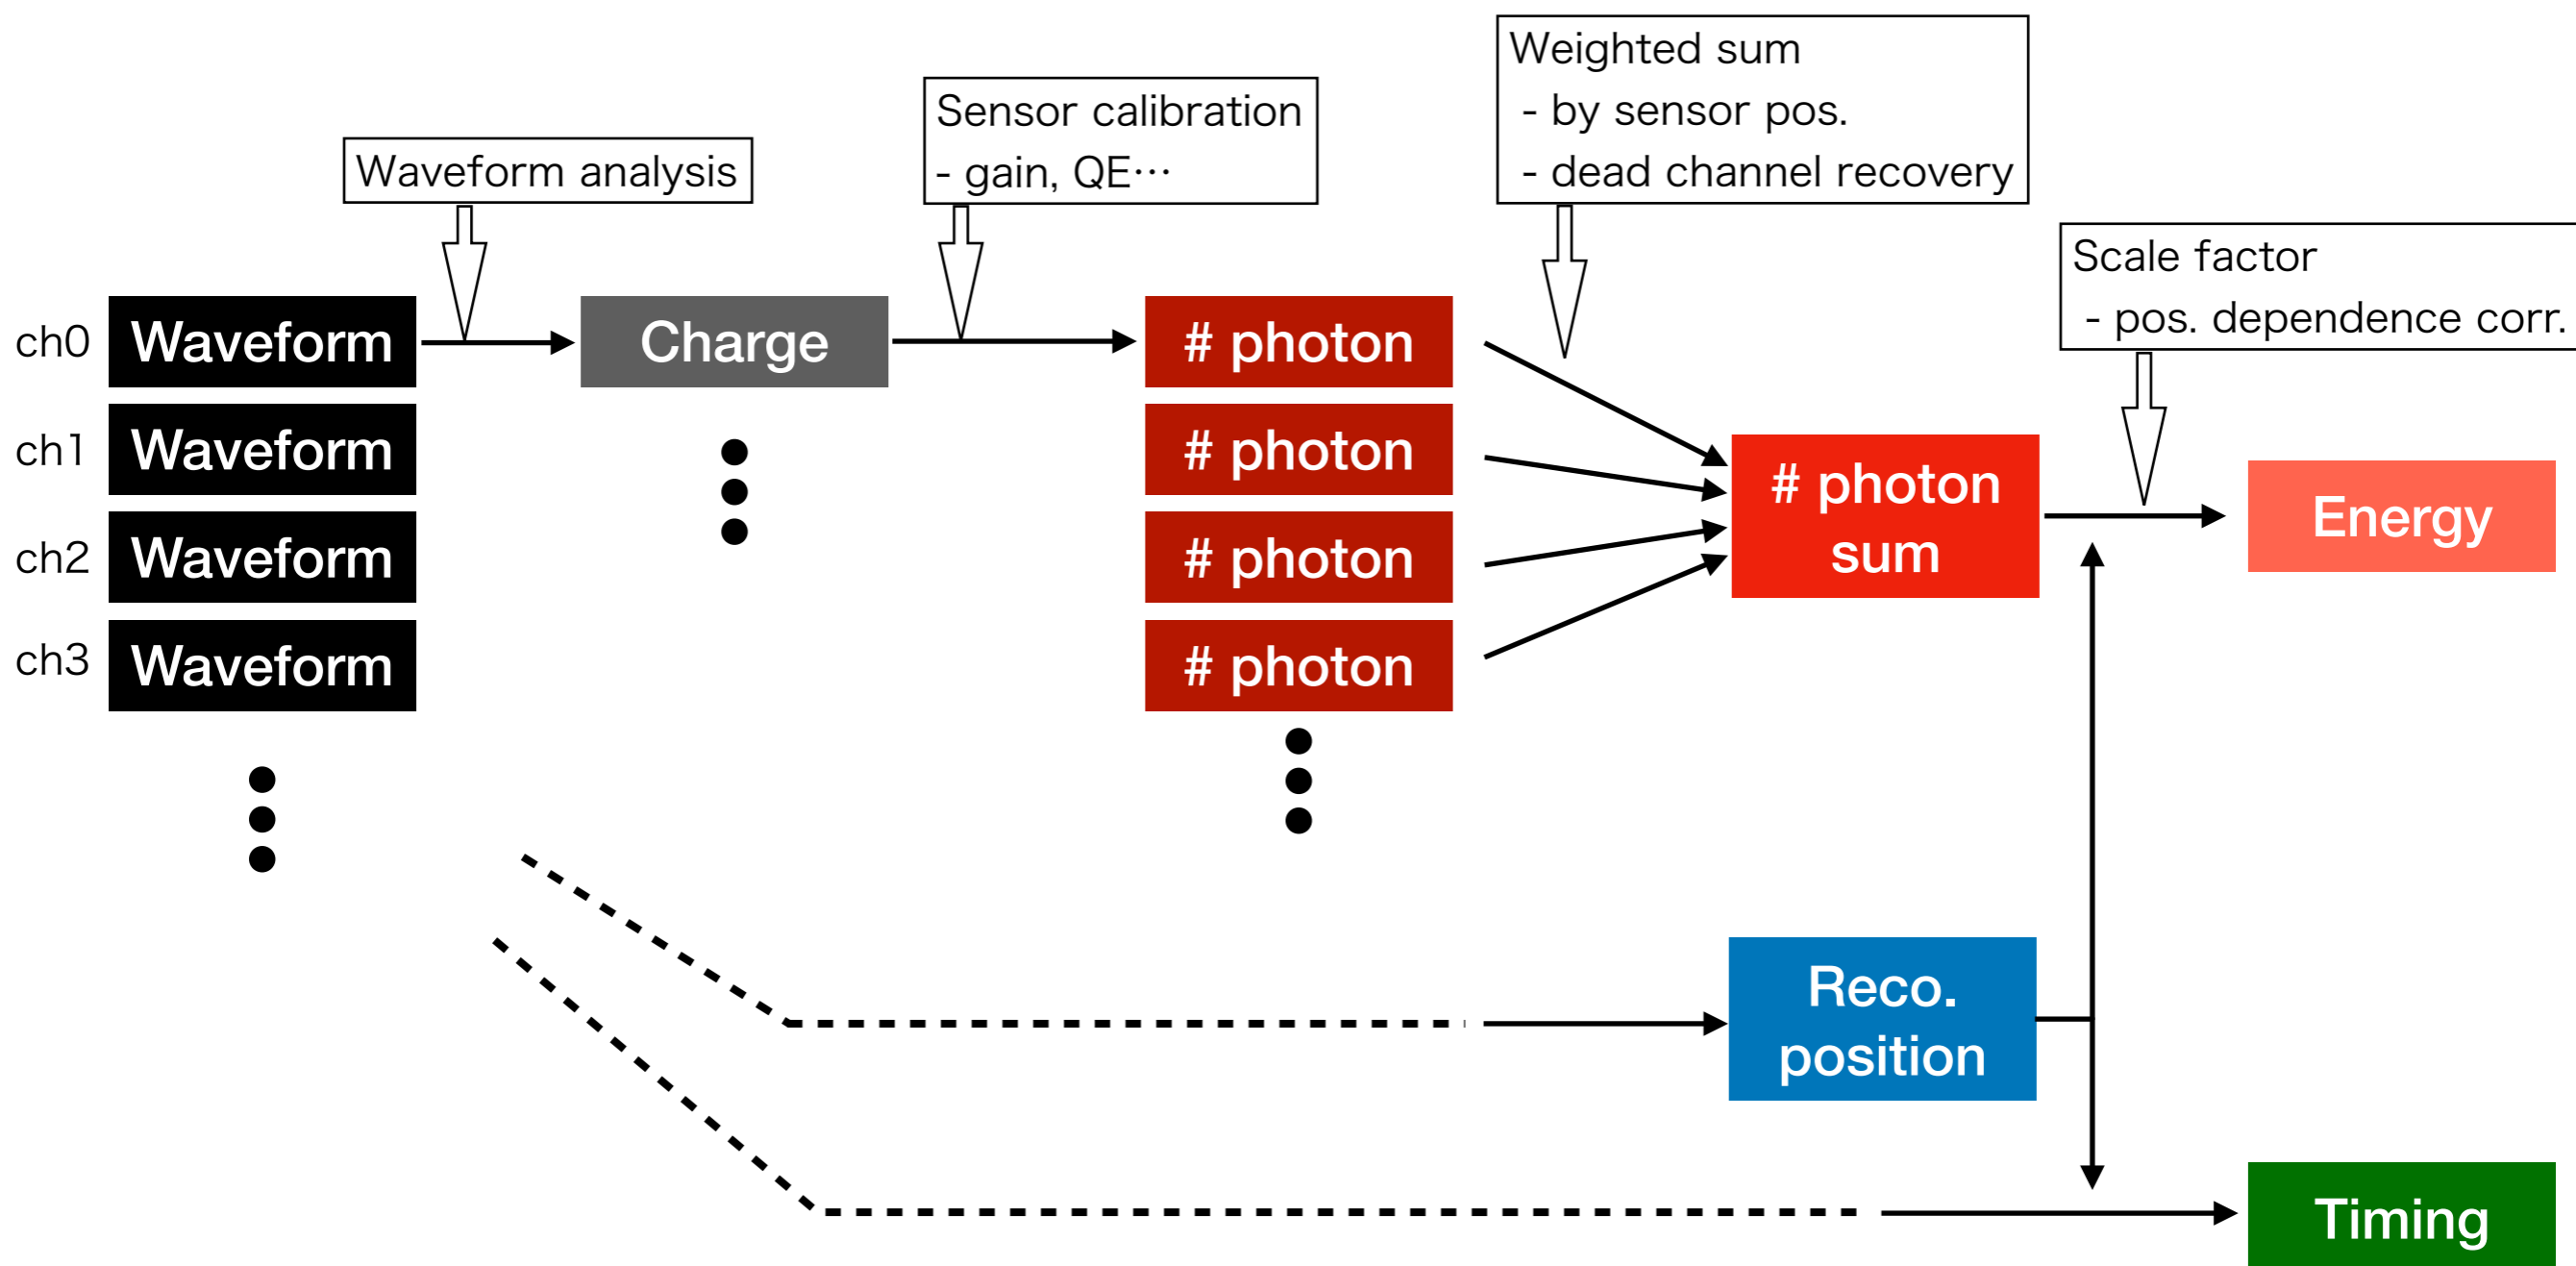 Weighted sum
- by sensor pos.
- dead channel recovery
Sensor calibration
- gain, QE…
Waveform analysis
Scale factor
- pos. dependence corr.
ch0 Waveform Charge # photon
ch1 Waveform # photon
ch2 Waveform # photon
ch3 Waveform # photon
# photon
sum
Energy
Reco.
position
Timing